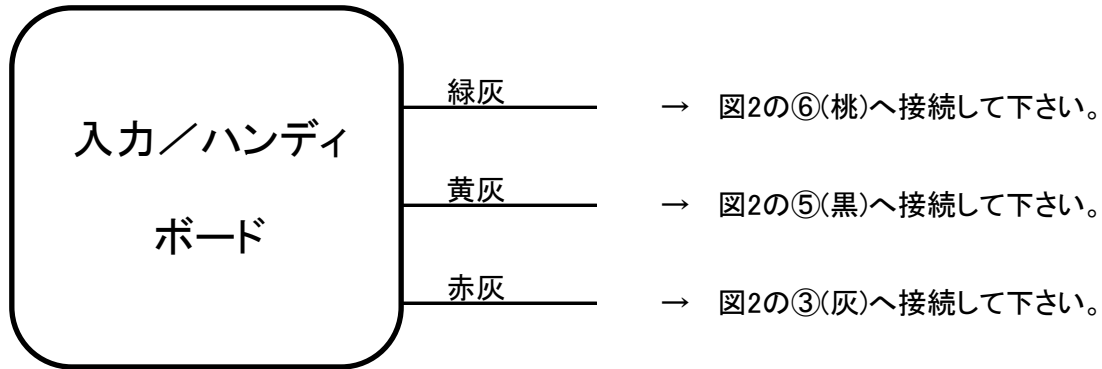 入力／ハンディ
ボード
緑灰 → 図2の⑥(桃)へ接続して下さい。
黄灰 → 図2の⑤(黒)へ接続して下さい。
赤灰 → 図2の③(灰)へ接続して下さい。